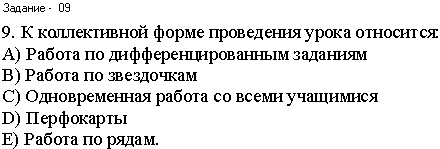 Задание - 09
9. К коллективной форме проведения урока относится:
A) Работа по дифференцированным заданиям
B) Работа по звездочкам
C) Одновременная работа со всеми учащимися
D) Перфокарты
E) Работа по рядам.